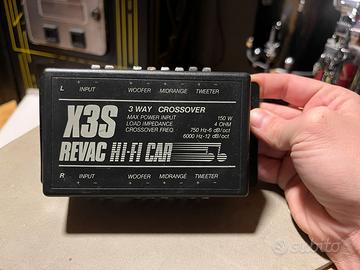 L INPUT WOOFER MIDRANGE TWEETER
- + - + - + - +
X3S
3 WAY CROSSOVER
MAX POWER INPUT 150 W
LOAD IMPEDANCE 4 OHM
CROSSOVER FREQ. 750 Hz-6 dB/oct
6000 Hz-12 dB/oct
REVAC HI-FI CAR
R INPUT WOOFER MIDRANGE TWEETER
subito